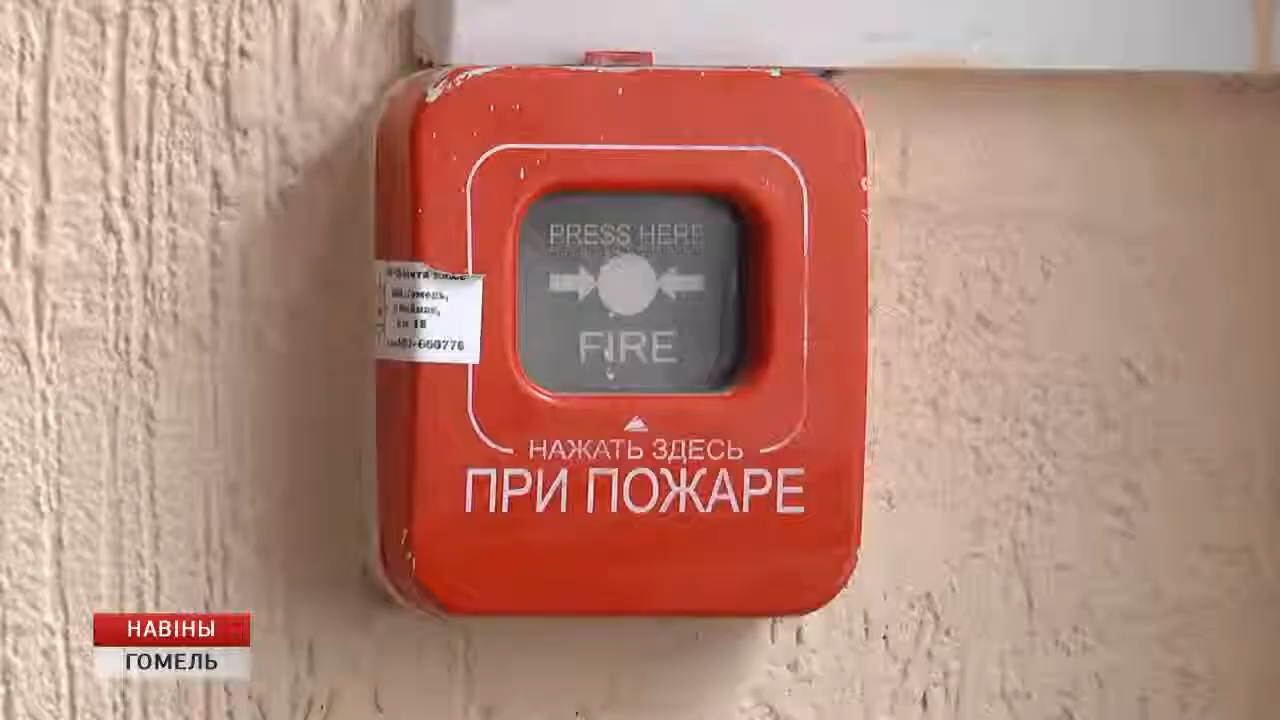 PRESS HERE
FIRE
НАЖАТЬ ЗДЕСЬ
ПРИ ПОЖАРЕ
НАВІНЫ
ГОМЕЛЬ